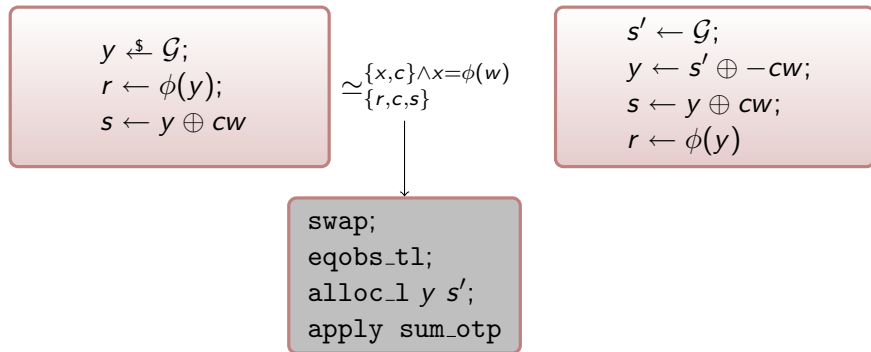 y ←$ 𝒢;
r ← ϕ(y);
s ← y ⊕ cw
≃{x,c}∧x=ϕ(w)
{r,c,s}
s′ ← 𝒢;
y ← s′ ⊕ −cw;
s ← y ⊕ cw;
r ← ϕ(y)
swap;
eqobs_tl;
alloc_l y s′;
apply sum_otp